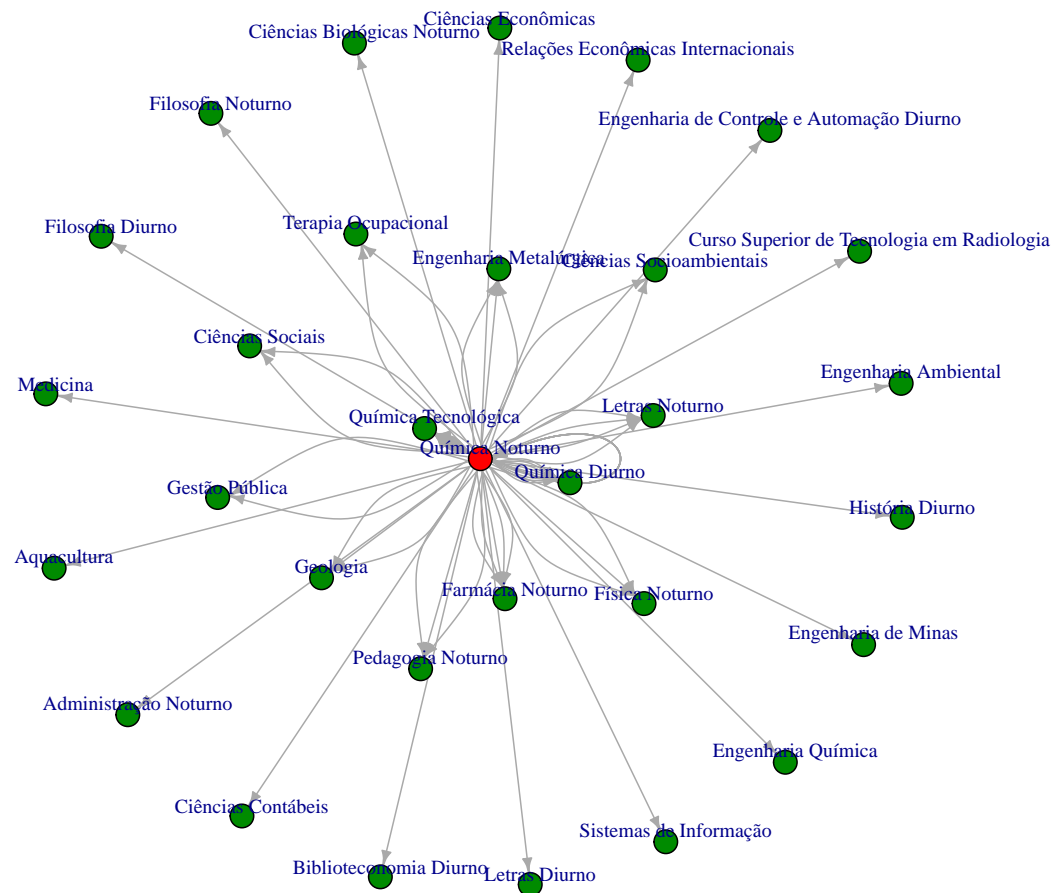 Ciências Econômicas
Ciências Biológicas Noturno
Relações Econômicas Internacionais
Filosofia Noturno
Engenharia de Controle e Automação Diurno
Terapia Ocupacional
Filosofia Diurno
Curso Superior de Tecnologia em Radiologia
Engenharia Metalúrgica
Ciências Socioambientais
Ciências Sociais
Engenharia Ambiental
Medicina
Letras Noturno
Química Tecnológica
Química Noturno
Química Diurno
Gestão Pública
História Diurno
Aquacultura
Geologia
Farmácia Noturno
Física Noturno
Engenharia de Minas
Pedagogia Noturno
Administração Noturno
Engenharia Química
Ciências Contábeis
Sistemas de Informação
Biblioteconomia Diurno
Letras Diurno